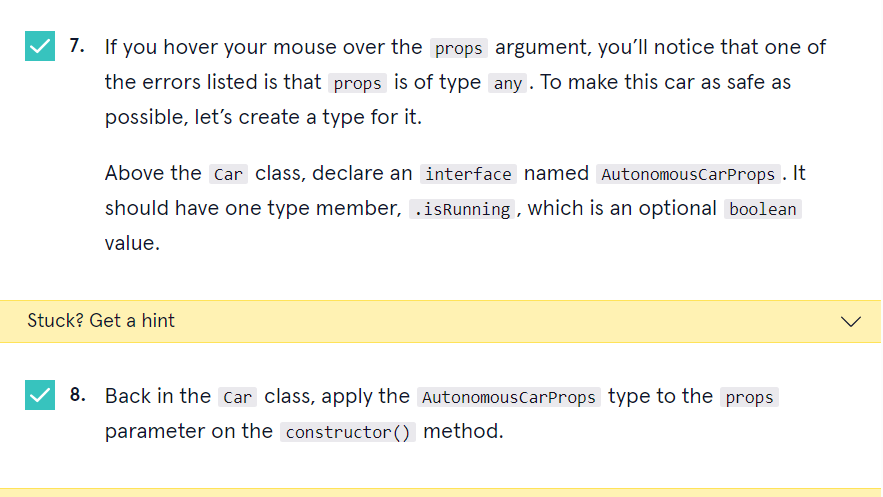 7. If you hover your mouse over the props argument, you’ll notice that one of
the errors listed is that props is of type any. To make this car as safe as
possible, let’s create a type for it.
Above the Car class, declare an interface named AutonomousCarProps. It
should have one type member, .isRunning, which is an optional boolean
value.
Stuck? Get a hint
8. Back in the Car class, apply the AutonomousCarProps type to the props
parameter on the constructor() method.